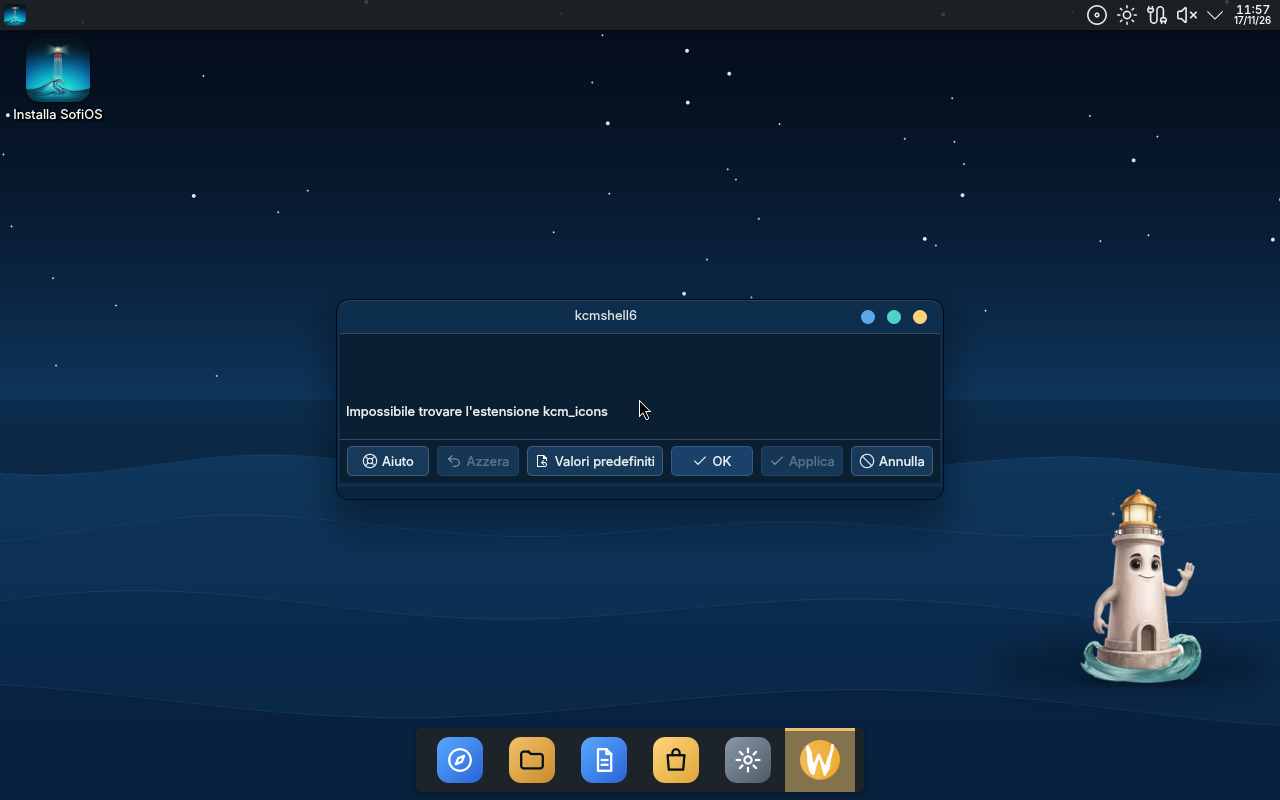 11:57
17/11/26
Installa SofiOS
kcmshell6
Impossibile trovare l'estensione kcm_icons
Aiuto
Azzera
Valori predefiniti
OK
Applica
Annulla